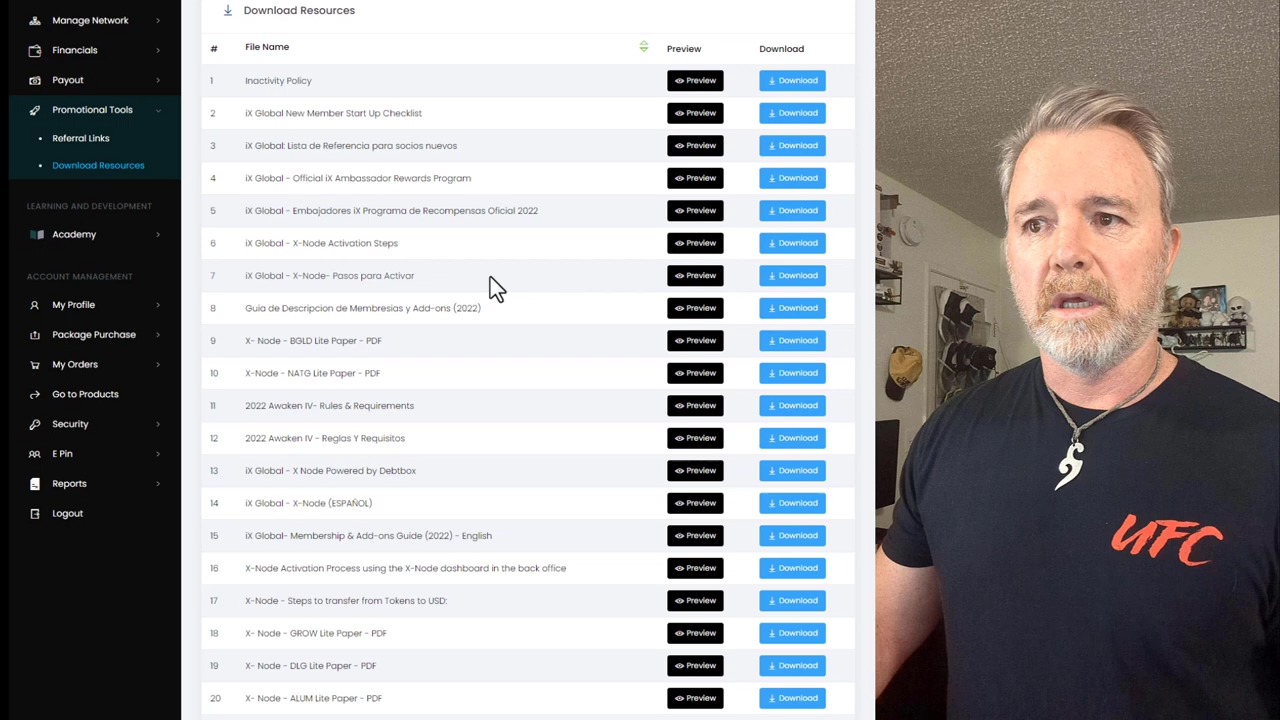 Manage Network
Financials
Payout
Promotional Tools
Referral Links
Download Resources
LEARNING AND DEVELOPMENT
Academy
ACCOUNT MANAGEMENT
My Profile
Package Purchase
My Orders
Go to Products
Security
E Pin
Reports
Logout
Download Resources
# File Name Preview Download
1 Inactivity Policy Preview Download
2 iX Global New Member Start Up Checklist Preview Download
3 iX Global: Lista de Referencia para socios nuevos Preview Download
4 iX Global - Official iX Ambassador Rewards Program Preview Download
5 iX Global - Embajadores iX Programa de Recompensas Oficial 2022 Preview Download
6 iX Global - X-Node Activation Steps Preview Download
7 iX Global - X-Node- Pasos para Activar Preview Download
8 Guia de Descripcion de Membresias y Add-ons (2022) Preview Download
9 X- Node - BGLD Lite Paper - PDF Preview Download
10 X-Node - NATG Lite Paper - PDF Preview Download
11 2022 Awaken IV- Rules & Requirements Preview Download
12 2022 Awaken IV - Reglas Y Requisitos Preview Download
13 iX Global - X Node Powered by Debtbox Preview Download
14 iX Global - X-Node (ESPAÑOL) Preview Download
15 iX Global- Membership & Add-ons Guide (2022) - English Preview Download
16 X-Node Activation Process using the X-Node dashboard in the back office Preview Download
17 X-Node - Steps to transfer from Tokens to USD: Preview Download
18 X- Node - GROW Lite Paper - PDF Preview Download
19 X- Node - DLG Lite Paper - PDF Preview Download
20 X- Node - ALUM Lite Paper - PDF Preview Download
UFC